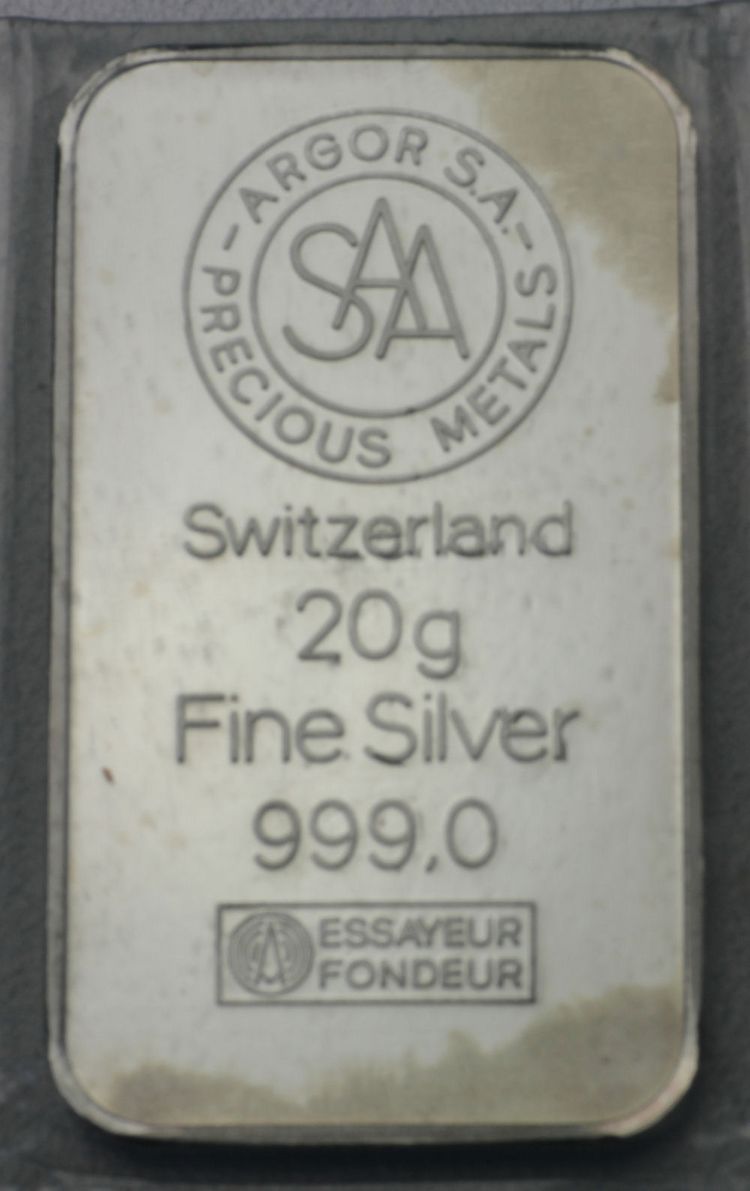 - ARGOR S.A. -
PRECIOUS METALS
SAA
Switzerland
20g
Fine Silver
999,0
ESSAYEUR
FONDEUR